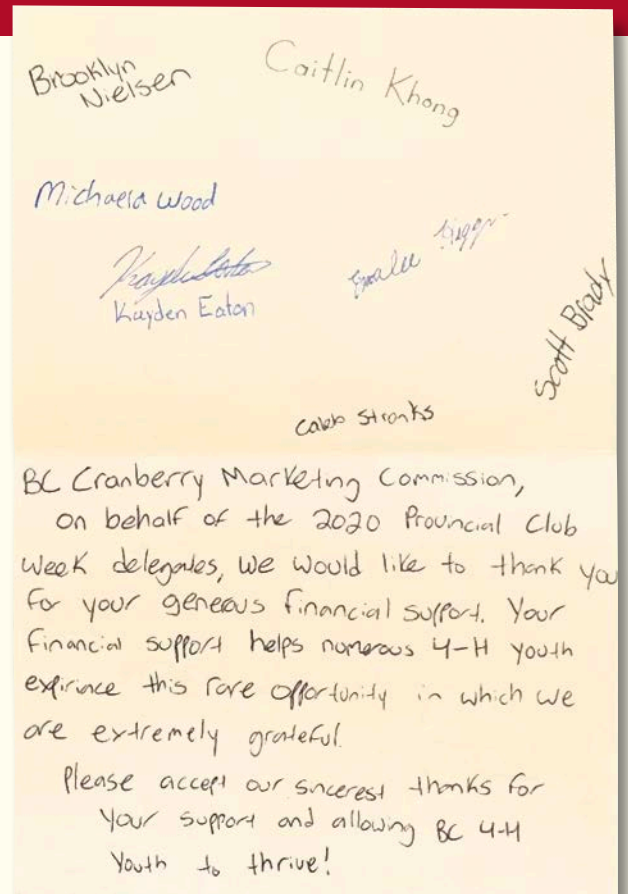 Brooklyn
Nielsen
Caitlin Khong
Michaela Wood
Kayden Eaton
Scott Brady
Caleb Stronks
BC Cranberry Marketing Commission,
On behalf of the 2020 Provincial Club
Week delegates, we would like to thank you
for your generous financial support. Your
financial support helps numerous 4-H youth
expirince this rare opportunity in which we
are extremely grateful.
Please accept our sincerest thanks for
your support and allowing BC 4-H
Youth to thrive!